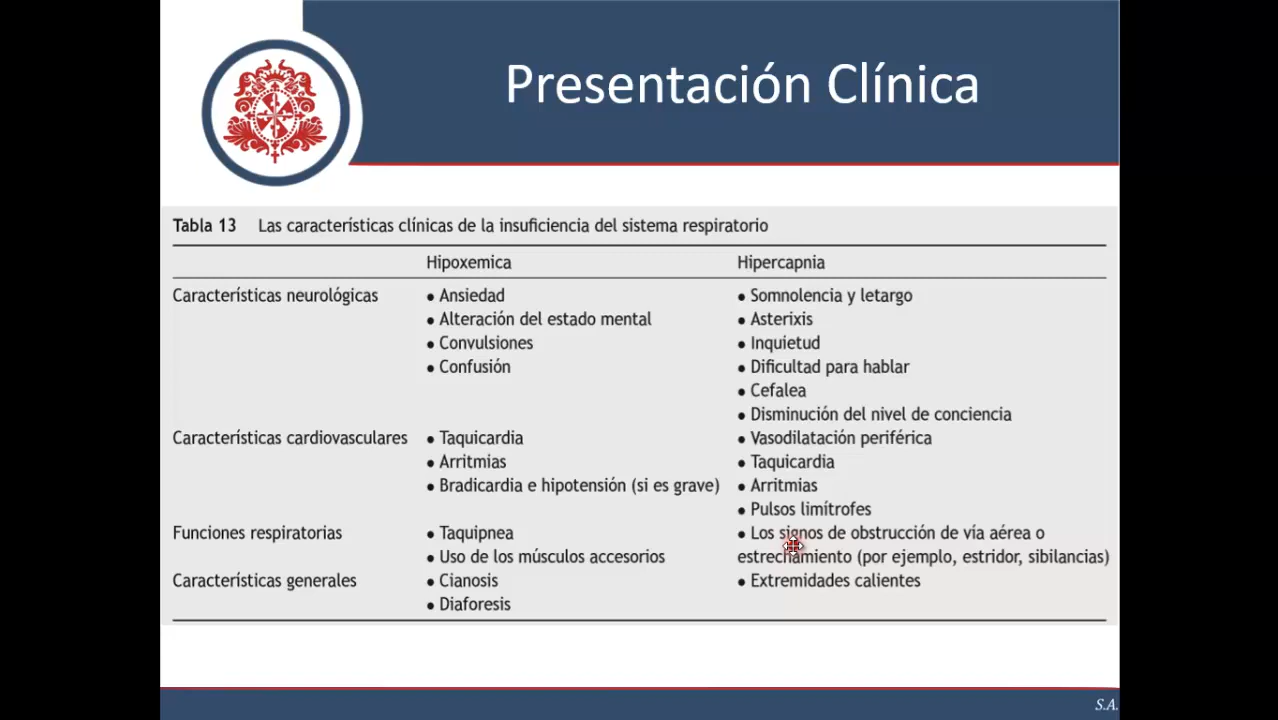 Presentación Clínica
Tabla 13 Las características clínicas de la insuficiencia del sistema respiratorio
Hipoxemica Hipercapnia
Características neurológicas • Ansiedad • Somnolencia y letargo
• Alteración del estado mental • Asterixis
• Convulsiones • Inquietud
• Confusión • Dificultad para hablar
• Cefalea
• Disminución del nivel de conciencia
Características cardiovasculares • Taquicardia • Vasodilatación periférica
• Arritmias • Taquicardia
• Bradicardia e hipotensión (si es grave) • Arritmias
• Pulsos limítrofes
Funciones respiratorias • Taquipnea • Los signos de obstrucción de vía aérea o
• Uso de los músculos accesorios estrechamiento (por ejemplo, estridor, sibilancias)
Características generales • Cianosis • Extremidades calientes
• Diaforesis
S.A.